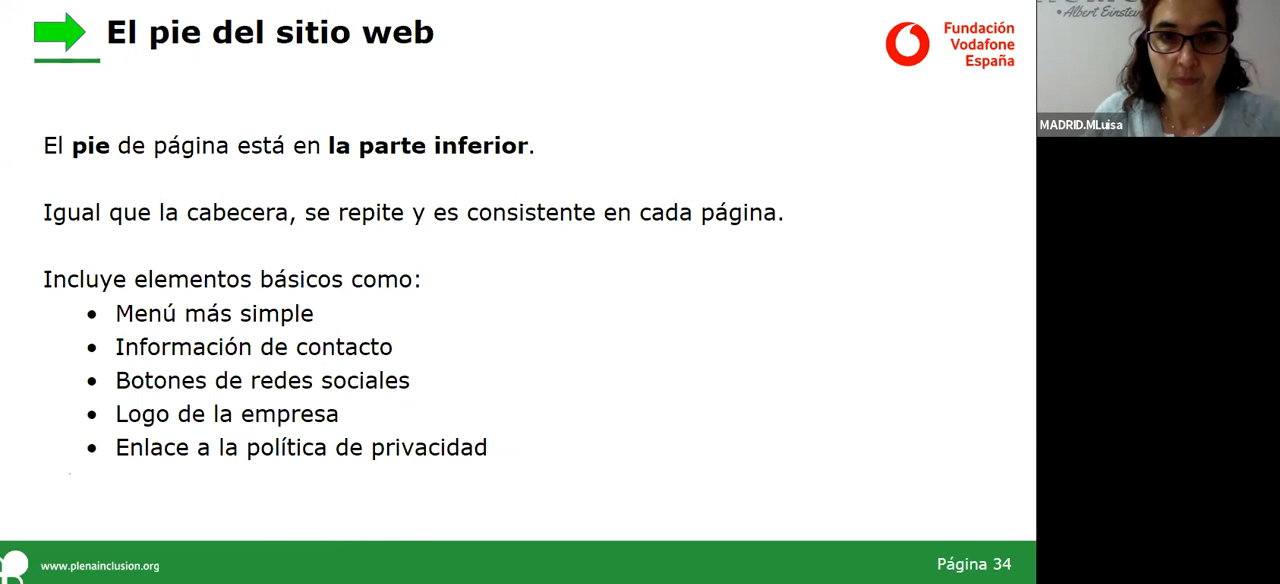 El pie del sitio web
Fundación
Vodafone
España
• Albert Einstein
MADRID.MLuisa
El pie de página está en la parte inferior.
Igual que la cabecera, se repite y es consistente en cada página.
Incluye elementos básicos como:
• Menú más simple
• Información de contacto
• Botones de redes sociales
• Logo de la empresa
• Enlace a la política de privacidad
www.plenainclusion.org
Página 34